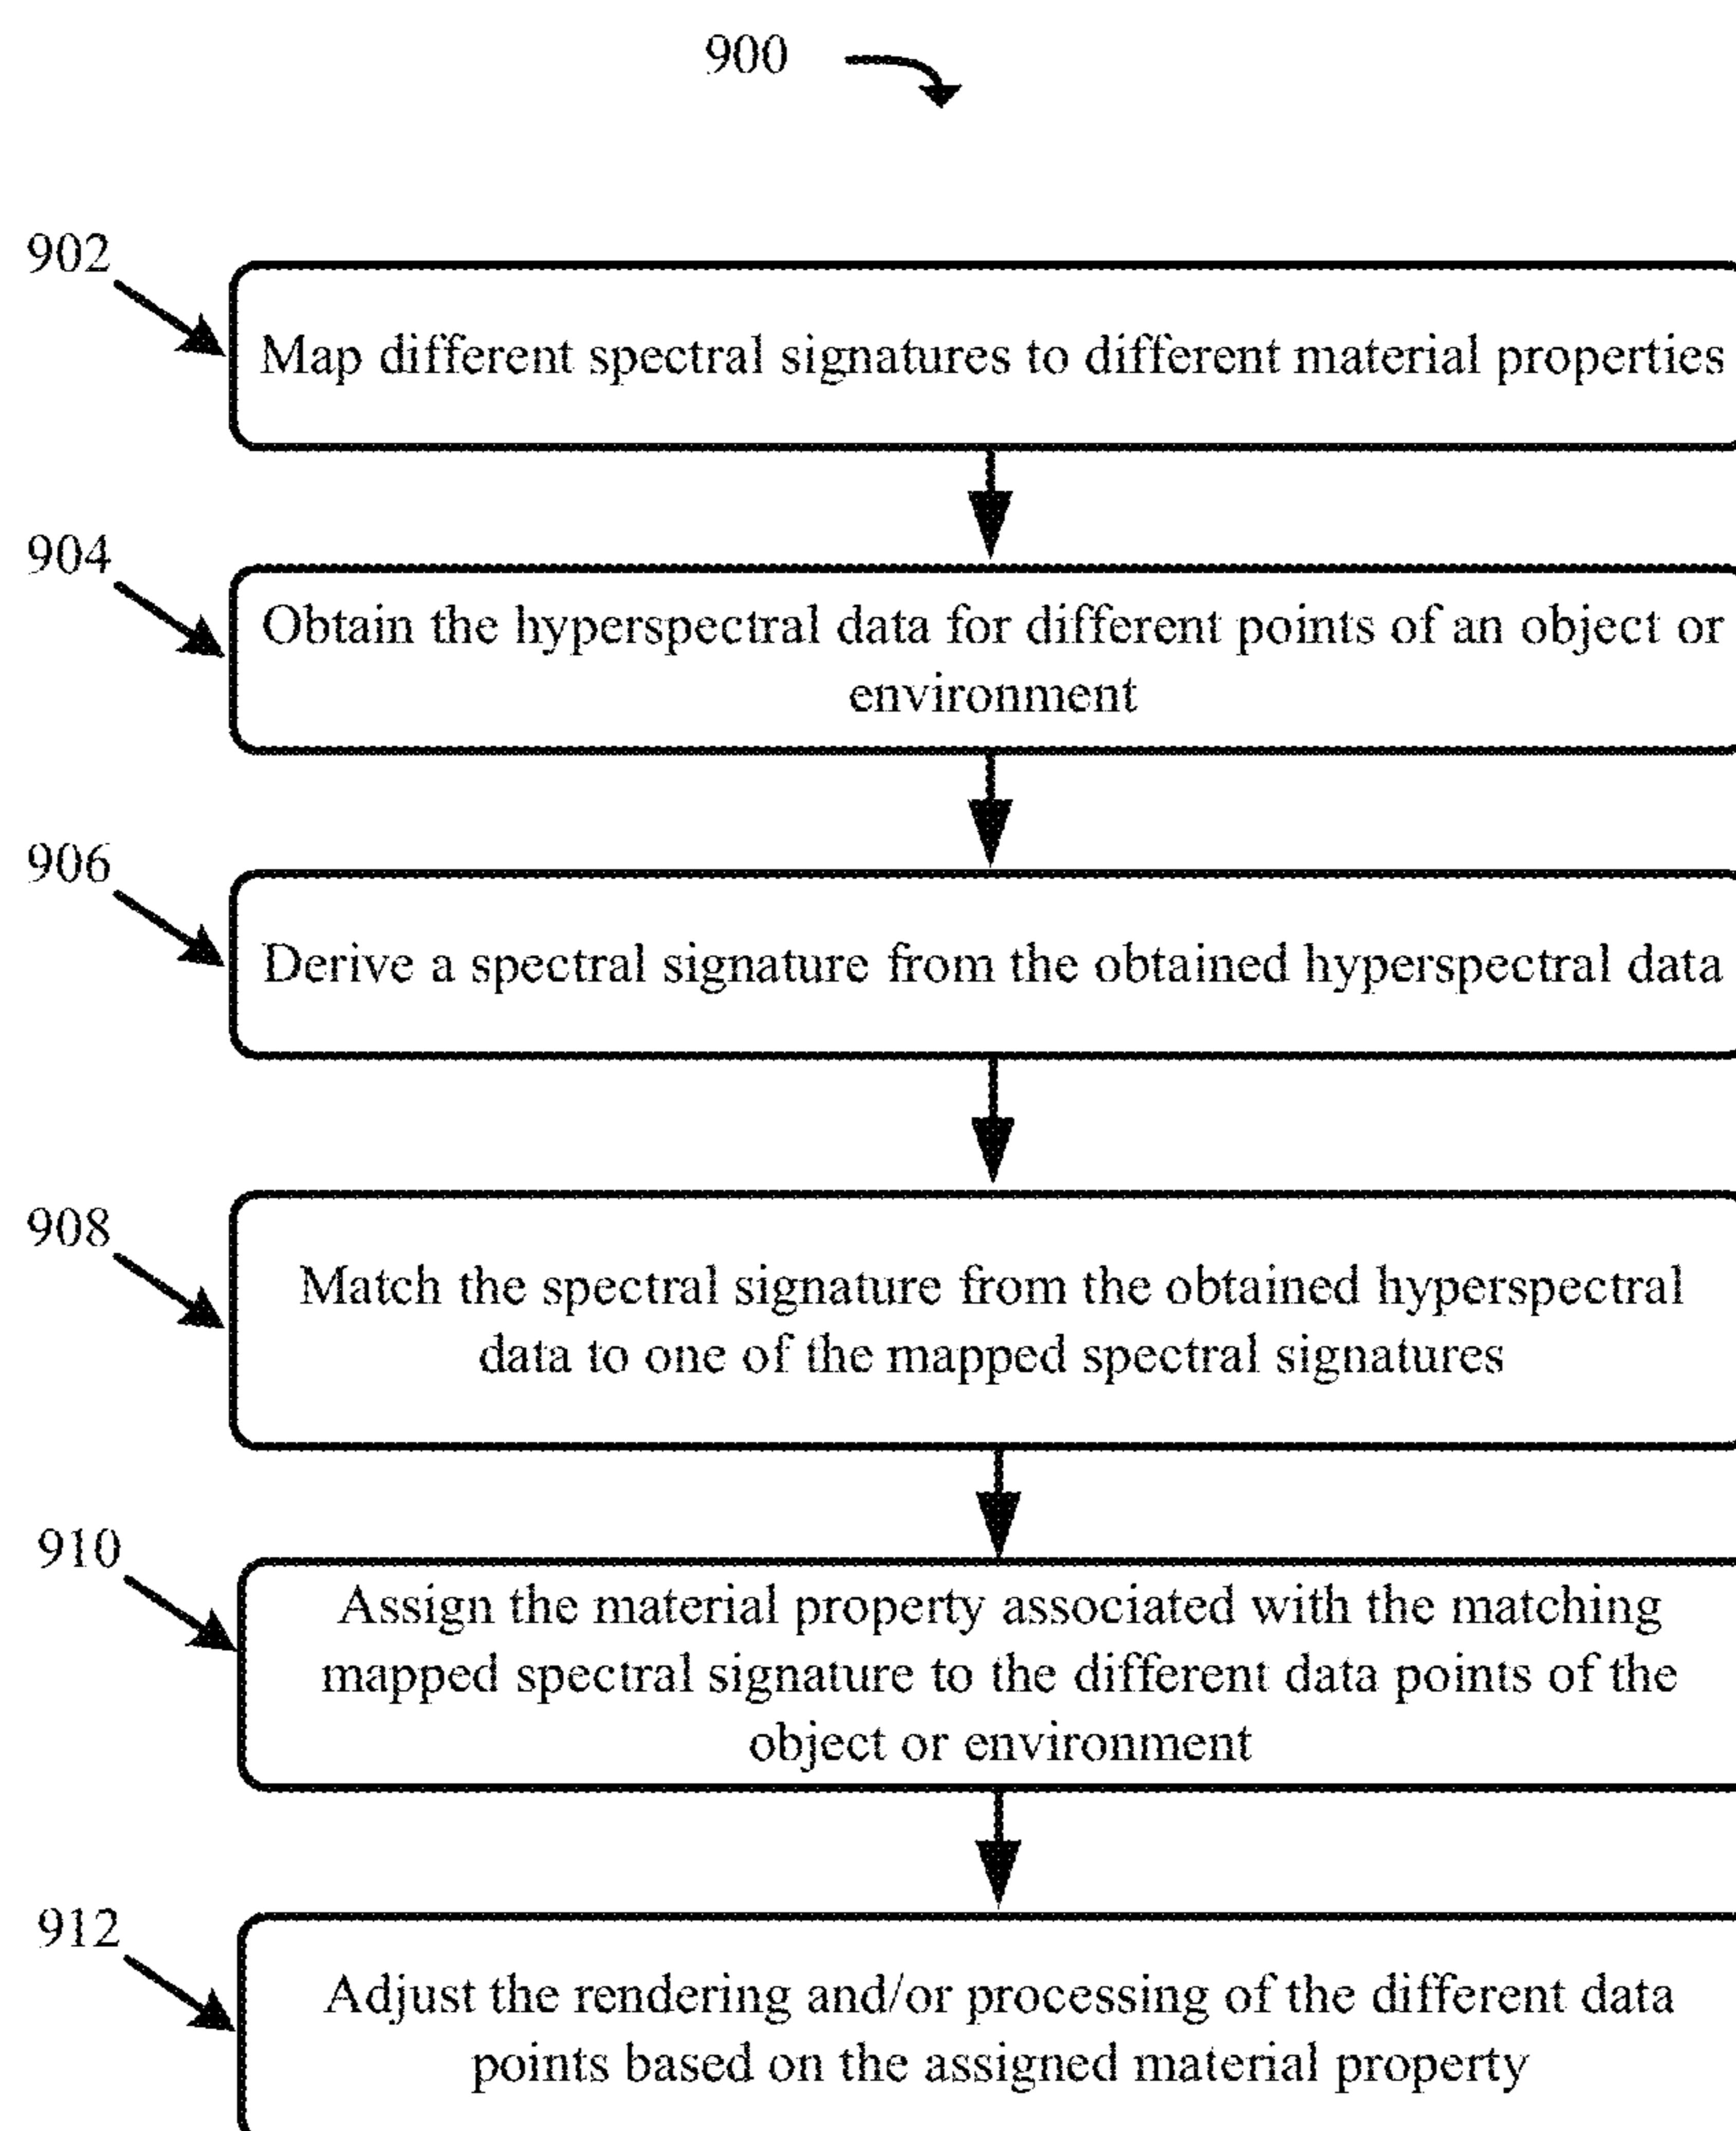 900
902
Map different spectral signatures to different material properties
904
Obtain the hyperspectral data for different points of an object or
environment
906
Derive a spectral signature from the obtained hyperspectral data
908
Match the spectral signature from the obtained hyperspectral
data to one of the mapped spectral signatures
910
Assign the material property associated with the matching
mapped spectral signature to the different data points of the
object or environment
912
Adjust the rendering and/or processing of the different data
points based on the assigned material property